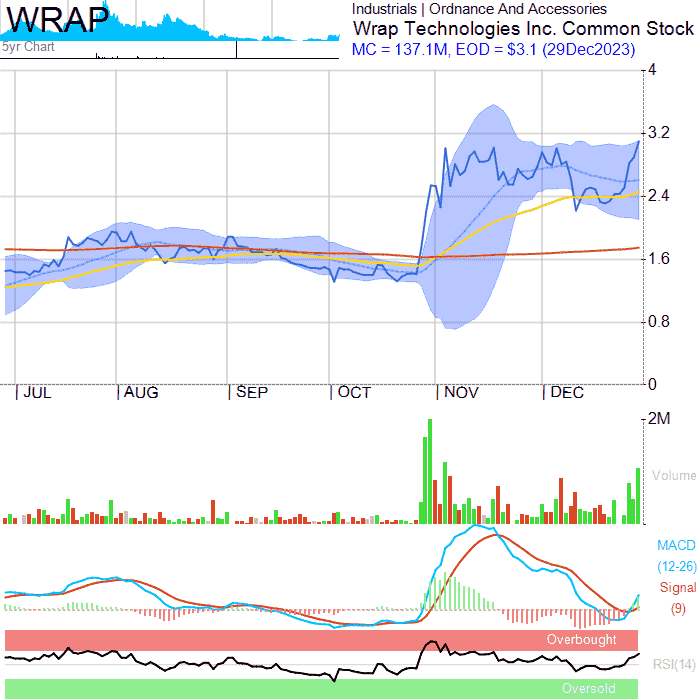 WRAP
5yr Chart
Industrials | Ordnance And Accessories
Wrap Technologies Inc. Common Stock
MC = 137.1M, EOD = $3.1 (29Dec2023)
4
3.2
2.4
1.6
0.8
0
|JUL |AUG |SEP |OCT |NOV |DEC
2M
Volume
MACD
(12-26)
Signal
(9)
Overbought
RSI(14)
Oversold